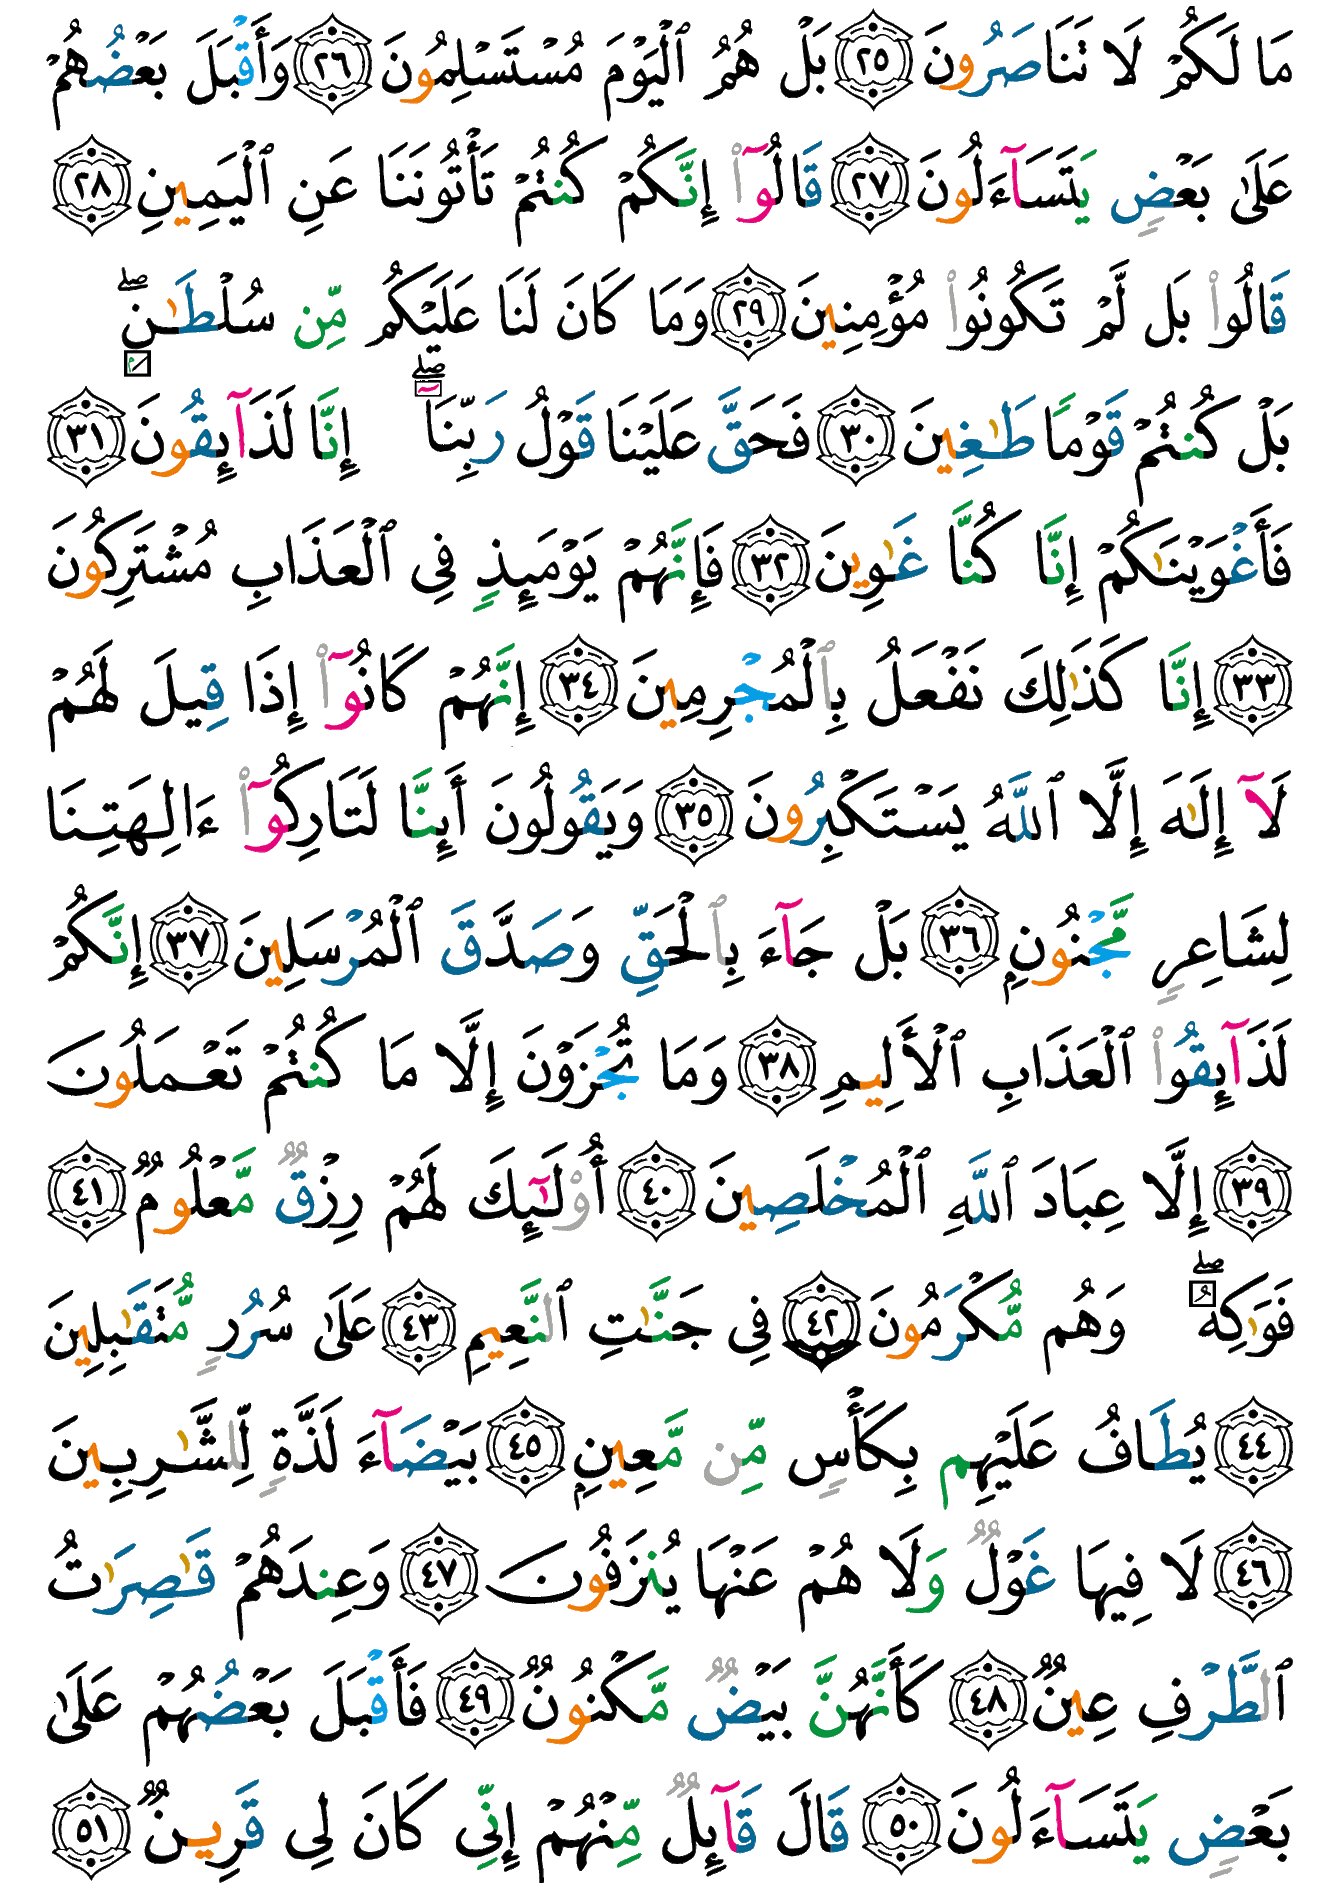 مَا لَكُمْ لَا تَنَاصَرُونَ ٢٥ بَلْ هُمُ ٱلْيَوْمَ مُسْتَسْلِمُونَ ٢٦ وَأَقْبَلَ بَعْضُهُمْ
عَلَىٰ بَعْضٍ يَتَسَآءَلُونَ ٢٧ قَالُوٓا۟ إِنَّكُمْ كُنتُمْ تَأْتُونَنَا عَنِ ٱلْيَمِينِ ٢٨
قَالُوا۟ بَل لَّمْ تَكُونُوا۟ مُؤْمِنِينَ ٢٩ وَمَا كَانَ لَنَا عَلَيْكُم مِّن سُلْطَـٰنٍۭ ۖ
بَلْ كُنتُمْ قَوْمًا طَـٰغِينَ ٣٠ فَحَقَّ عَلَيْنَا قَوْلُ رَبِّنَآ ۖ إِنَّا لَذَآئِقُونَ ٣١
فَأَغْوَيْنَـٰكُمْ إِنَّا كُنَّا غَـٰوِينَ ٣٢ فَإِنَّهُمْ يَوْمَئِذٍ فِى ٱلْعَذَابِ مُشْتَرِكُونَ
٣٣ إِنَّا كَذَٰلِكَ نَفْعَلُ بِٱلْمُجْرِمِينَ ٣٤ إِنَّهُمْ كَانُوٓا۟ إِذَا قِيلَ لَهُمْ
لَآ إِلَـٰهَ إِلَّا ٱللَّهُ يَسْتَكْبِرُونَ ٣٥ وَيَقُولُونَ أَئِنَّا لَتَارِكُوٓا۟ ءَالِهَتِنَا
لِشَاعِرٍ مَّجْنُونٍۭ ٣٦ بَلْ جَآءَ بِٱلْحَقِّ وَصَدَّقَ ٱلْمُرْسَلِينَ ٣٧ إِنَّكُمْ
لَذَآئِقُوا۟ ٱلْعَذَابِ ٱلْأَلِيمِ ٣٨ وَمَا تُجْزَوْنَ إِلَّا مَا كُنتُمْ تَعْمَلُونَ
٣٩ إِلَّا عِبَادَ ٱللَّهِ ٱلْمُخْلَصِينَ ٤٠ أُو۟لَـٰٓئِكَ لَهُمْ رِزْقٌ مَّعْلُومٌ ٤١
فَوَٰكِهُ ۖ وَهُم مُّكْرَمُونَ ٤٢ فِى جَنَّـٰتِ ٱلنَّعِيمِ ٤٣ عَلَىٰ سُرُرٍ مُّتَقَـٰبِلِينَ
٤٤ يُطَافُ عَلَيْهِم بِكَأْسٍ مِّن مَّعِينٍۭ ٤٥ بَيْضَآءَ لَذَّةٍ لِّلشَّـٰرِبِينَ
٤٦ لَا فِيهَا غَوْلٌ وَلَا هُمْ عَنْهَا يُنزَفُونَ ٤٧ وَعِندَهُمْ قَـٰصِرَٰتُ
ٱلطَّرْفِ عِينٌ ٤٨ كَأَنَّهُنَّ بَيْضٌ مَّكْنُونٌ ٤٩ فَأَقْبَلَ بَعْضُهُمْ عَلَىٰ
بَعْضٍ يَتَسَآءَلُونَ ٥٠ قَالَ قَآئِلٌ مِّنْهُمْ إِنِّى كَانَ لِى قَرِينٌ ٥١